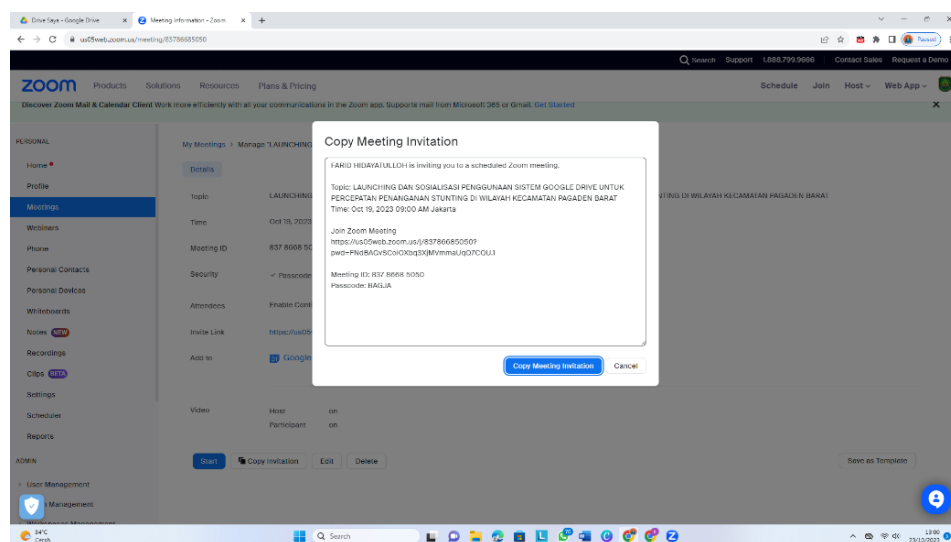 Drive Saya - Google Drive
Meeting Information - Zoom
us05web.zoom.us/meeting/83786685050
Paused
Search Support 1.888.799.9666 Contact Sales Request a Demo
zoom Products Solutions Resources Plans & Pricing
Schedule Join Host Web App
Discover Zoom Mail & Calendar Client Work more efficiently with all your communications in the Zoom app. Supports mail from Microsoft 365 or Gmail. Get Started
PERSONAL
Home
Profile
Meetings
Webinars
Phone
Personal Contacts
Personal Devices
Whiteboards
Notes NEW
Recordings
Clips BETA
Settings
Scheduler
Reports
ADMIN
User Management
Management
My Meetings > Manage "LAUNCHING
Details
Topic LAUNCHING
NTING DI WILAYAH KECAMATAN PAGADEN BARAT
Time Oct 19, 2023
Meeting ID 837 8668 50
Security Passcode
Attendees Enable Cont
Invite Link https://us05
Add to Google
Video Host on
Participant on
Start Copy Invitation Edit Delete
Save as Template
Copy Meeting Invitation
FARID HIDAYATULLOH is inviting you to a scheduled Zoom meeting.
Topic: LAUNCHING DAN SOSIALISASI PENGGUNAAN SISTEM GOOGLE DRIVE UNTUK
PERCEPATAN PENANGANAN STUNTING DI WILAYAH KECAMATAN PAGADEN BARAT
Time: Oct 19, 2023 09:00 AM Jakarta
Join Zoom Meeting
https://us05web.zoom.us/j/83786685050?
Meeting ID: 837 8668 5050
Passcode: BAGJA
Copy Meeting Invitation Cancel
34°C
Cerah
Search
23/10/2023